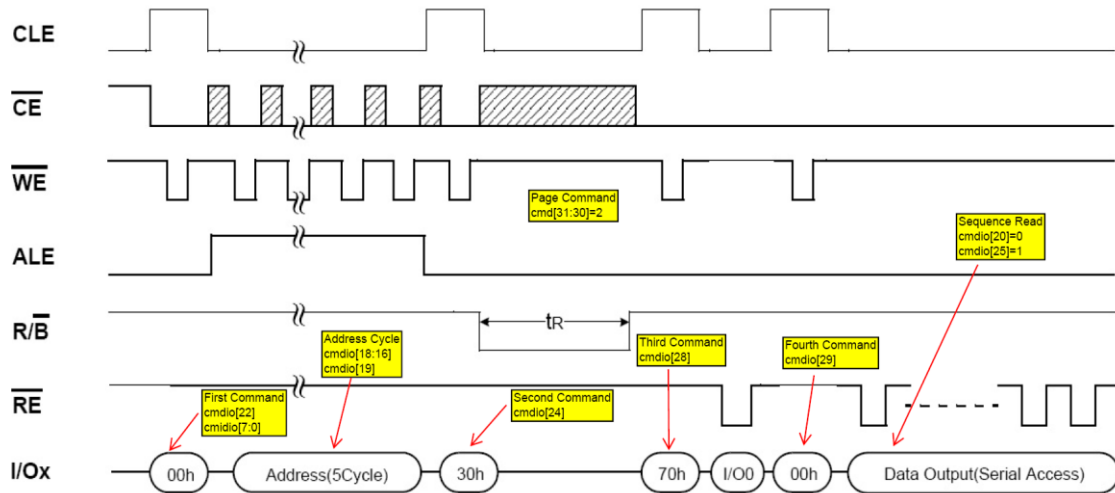 CLE
CE
WE
Page Command
cmd[31:30]=2
Sequence Read
cmdio[20]=0
cmdio[25]=1
ALE
R/B
tR
Address Cycle
cmdio[18:16]
cmdio[19]
Third Command
cmdio[28]
Fourth Command
cmdio[29]
RE
First Command
cmdio[22]
cmidio[7:0]
Second Command
cmdio[24]
I/Ox
00h
Address(5Cycle)
30h
70h
I/O0
00h
Data Output(Serial Access)